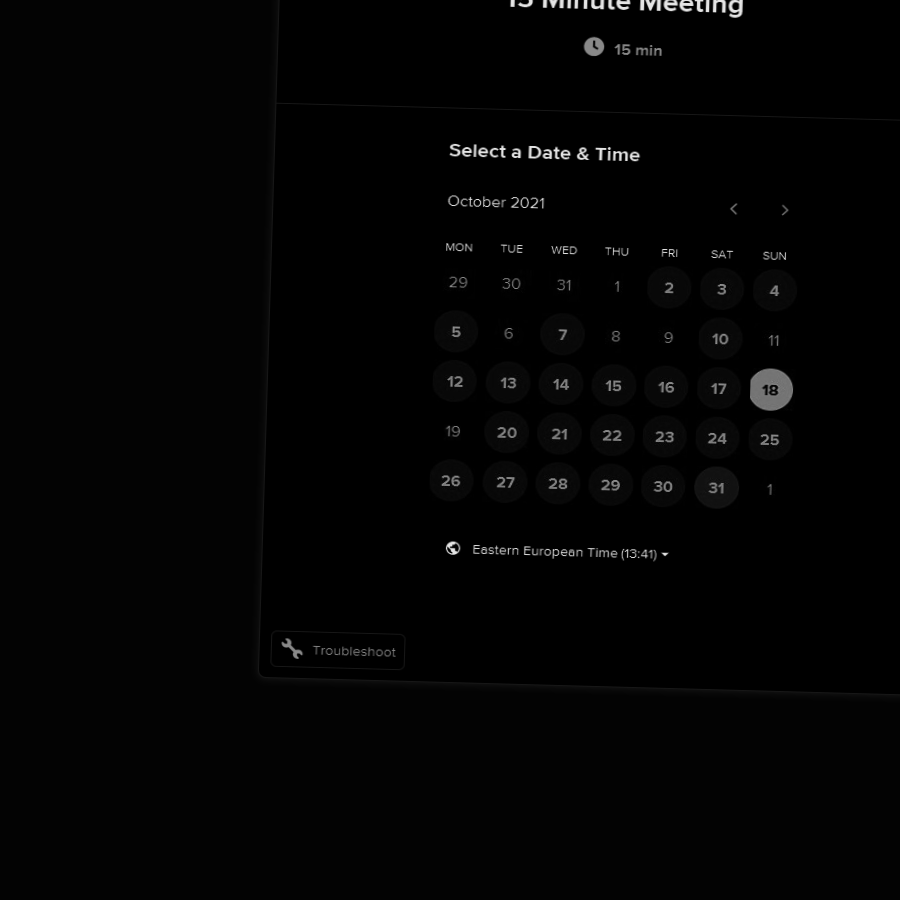 15 Minute Meeting
15 min
Select a Date & Time
October 2021
MON TUE WED THU FRI SAT SUN
29 30 31 1 2 3 4
5 6 7 8 9 10 11
12 13 14 15 16 17 18
19 20 21 22 23 24 25
26 27 28 29 30 31 1
Eastern European Time (13:41)
Troubleshoot